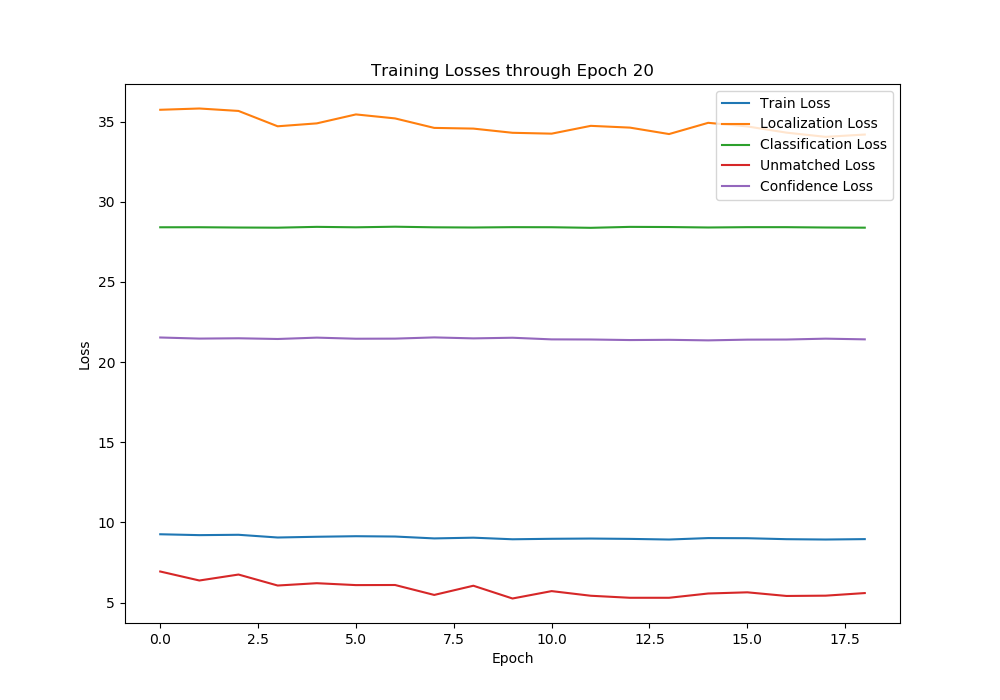 Training Losses through Epoch 20
Train Loss
Localization Loss
Classification Loss
Unmatched Loss
Confidence Loss
35
30
25
20
15
10
5
Loss
0.0 2.5 5.0 7.5 10.0 12.5 15.0 17.5
Epoch